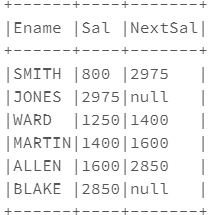 +------+----+-------+
|Ename |Sal |NextSal|
+------+----+-------+
|SMITH |800 |2975   |
|JONES |2975|null   |
|WARD  |1250|1400   |
|MARTIN|1400|1600   |
|ALLEN |1600|2850   |
|BLAKE |2850|null   |
+------+----+-------+